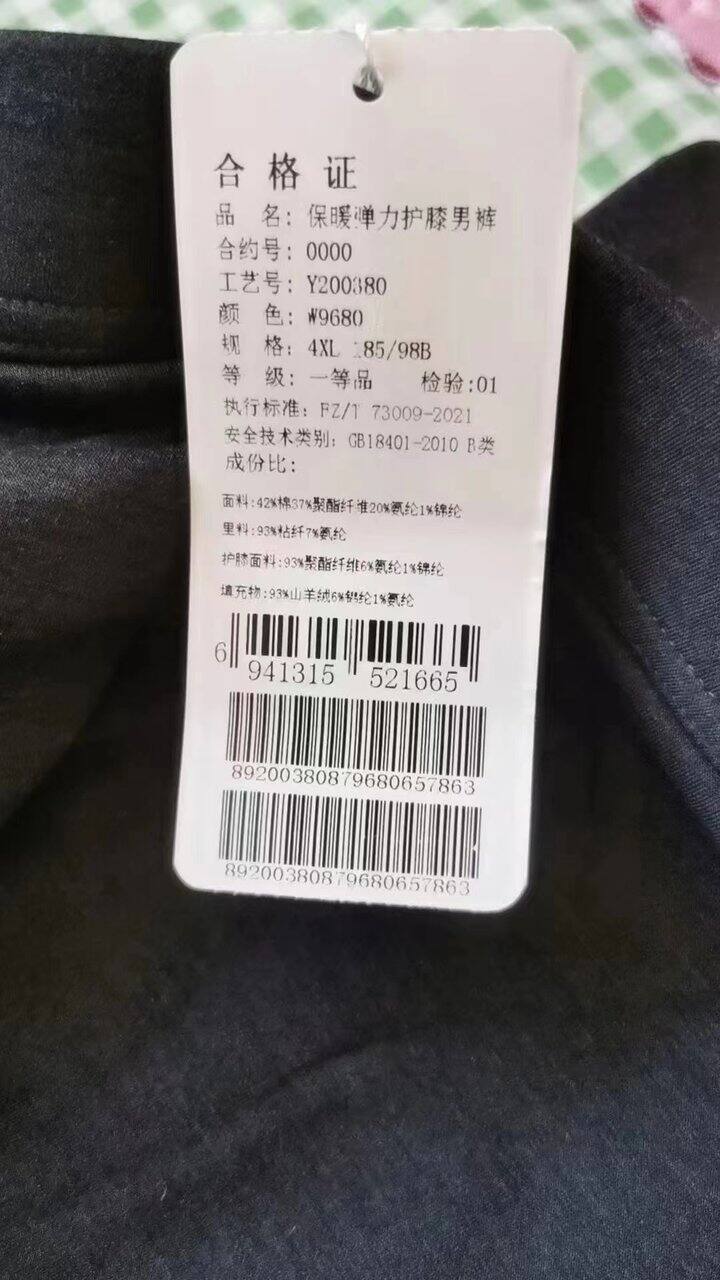 合格证
品 名: 保暖弹力护膝男裤
合约号: 0000
工艺号: Y200380
颜 色: W9680
规 格: 4XL 185/98B
等 级: 一等品 检验:01
执行标准: FZ/T 73009-2021
安全技术类别: GB18401-2010 B类
成份比:
面料:42%棉37%聚酯纤维20%氨纶1%锦纶
里料:93%粘纤7%氨纶
护膝面料:93%聚酯纤维6%氨纶1%锦纶
填充物:93%山羊绒6%锦纶1%氨纶
6 941315 521665
89200380879680657863
89200380879680657863